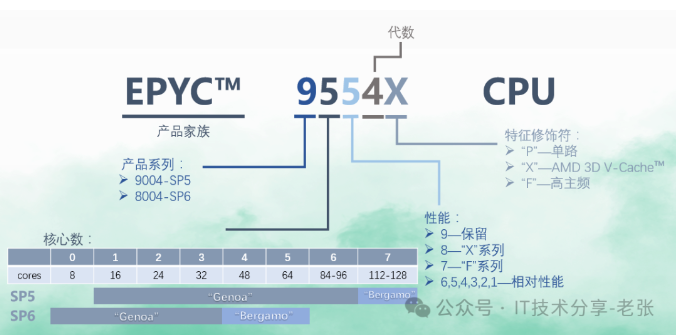 代数
EPYC™ 9554X CPU
产品家族
产品系列：
➢ 9004-SP5
➢ 8004-SP6
特征修饰符：
➢ “P”—单路
➢ “X”—AMD 3D V-Cache™
➢ “F”—高主频
性能：
➢ 9—保留
➢ 8—“X”系列
➢ 7—“F”系列
➢ 6,5,4,3,2,1—相对性能
核心数：
0 1 2 3 4 5 6 7
cores 8 16 24 32 48 64 84-96 112-128
SP5 “Genoa” “Bergamo”
SP6 “Genoa” “Bergamo”
公众号 · IT技术分享-老张